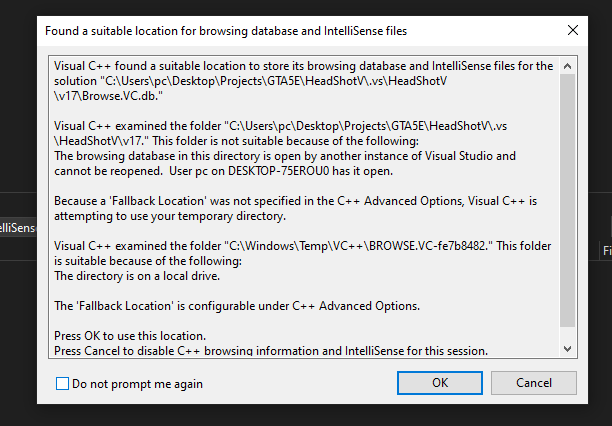 Found a suitable location for browsing database and IntelliSense files
Visual C++ found a suitable location to store its browsing database and IntelliSense files for the
solution "C:\Users\pc\Desktop\Projects\GTA5E\HeadShotV\.vs\HeadShotV
\v17\Browse.VC.db."
Visual C++ examined the folder "C:\Users\pc\Desktop\Projects\GTA5E\HeadShotV\.vs
\HeadShotV\v17." This folder is not suitable because of the following:
The browsing database in this directory is open by another instance of Visual Studio and
cannot be reopened.  User pc on DESKTOP-75EROU0 has it open.
Because a 'Fallback Location' was not specified in the C++ Advanced Options, Visual C++ is
attempting to use your temporary directory.
elliSense
Visual C++ examined the folder "C:\Windows\Temp\VC++\BROWSE.VC-fe7b8482." This folder
is suitable because of the following:
Fi
The directory is on a local drive.
The 'Fallback Location' is configurable under C++ Advanced Options.
Press OK to use this location.
Press Cancel to disable C++ browsing information and IntelliSense for this session.
Do not prompt me again
OK
Cancel